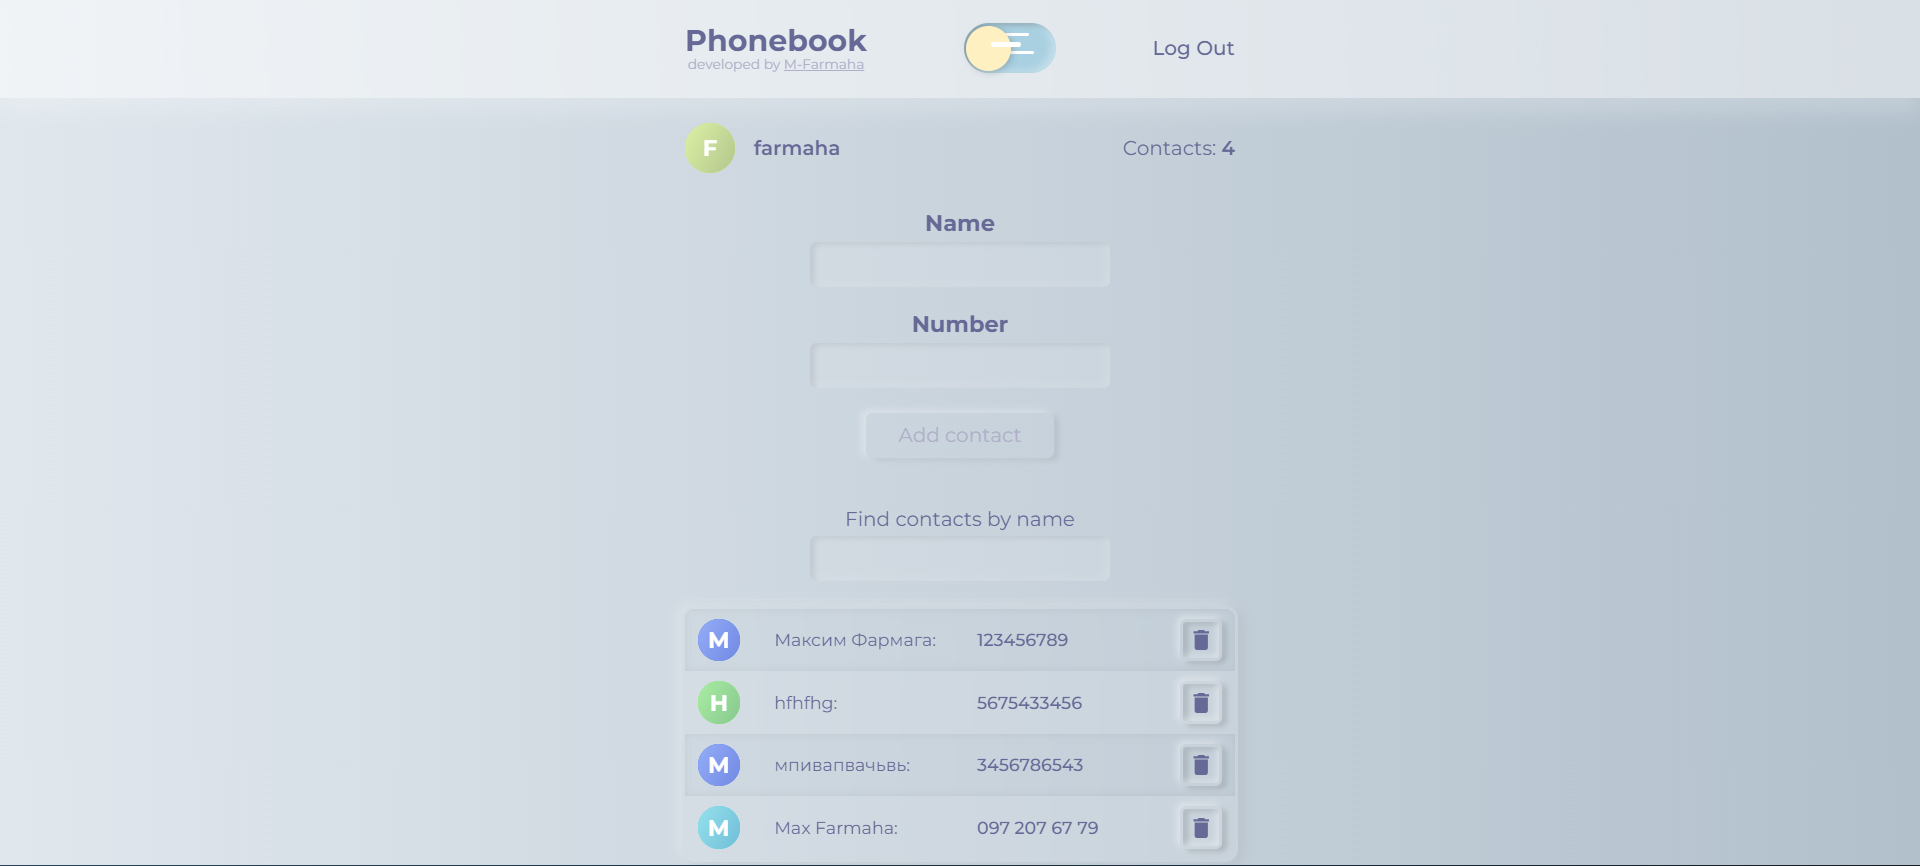 Phonebook
developed by M-Farmaha
Log Out
F
farmaha
Contacts: 4
Name
Number
Add contact
Find contacts by name
M Максим Фармага: 123456789
H hfhfhg: 5675433456
М мпивапвачьвь: 3456786543
M Max Farmaha: 097 207 67 79